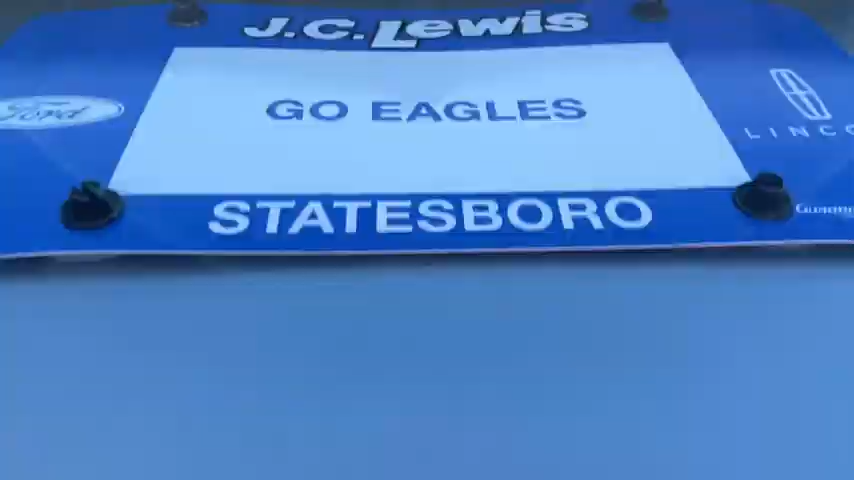 J.C. Lewis
Ford
GO EAGLES
LINCO
STATESBORO